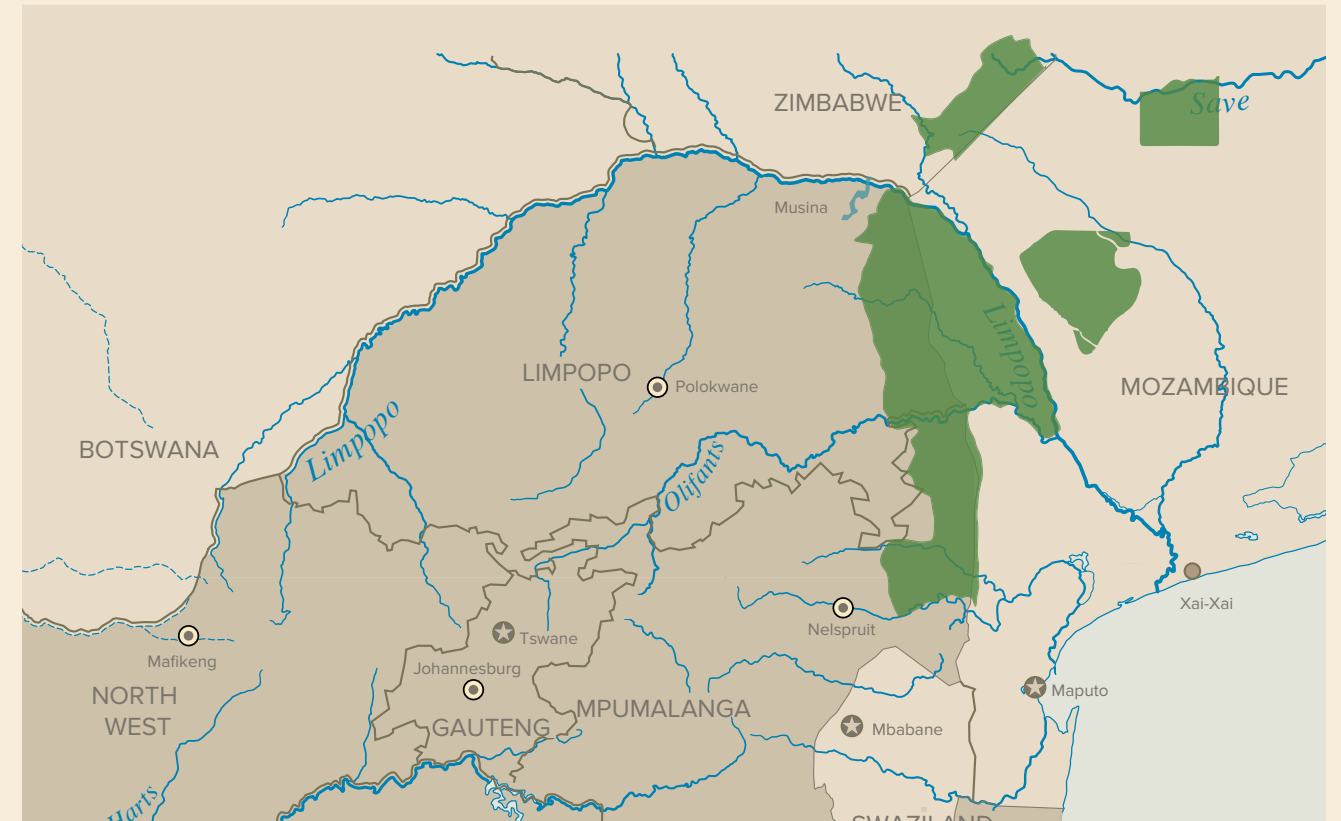 ZIMBABWE
Save
Musina
Limpopo
LIMPOPO
Polokwane
MOZAMBIQUE
BOTSWANA
Limpopo
Olifants
Xai-Xai
Nelspruit
Tswane
Mafikeng
Johannesburg
NORTH
WEST
Maputo
MPUMALANGA
GAUTENG
Mbabane
Harts
SWAZILAND